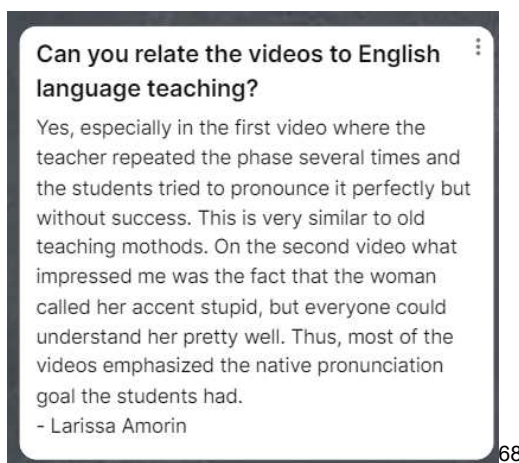 Can you relate the videos to English
language teaching?
Yes, especially in the first video where the
teacher repeated the phase several times and
the students tried to pronounce it perfectly but
without success. This is very similar to old
teaching mothods. On the second video what
impressed me was the fact that the woman
called her accent stupid, but everyone could
understand her pretty well. Thus, most of the
videos emphasized the native pronunciation
goal the students had.
- Larissa Amorin
68